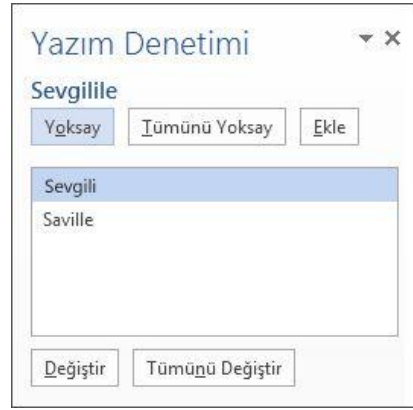 Yazım Denetimi
Sevgilile
Yoksay Tümünü Yoksay Ekle
Sevgili
Saville
Değiştir Tümünü Değiştir